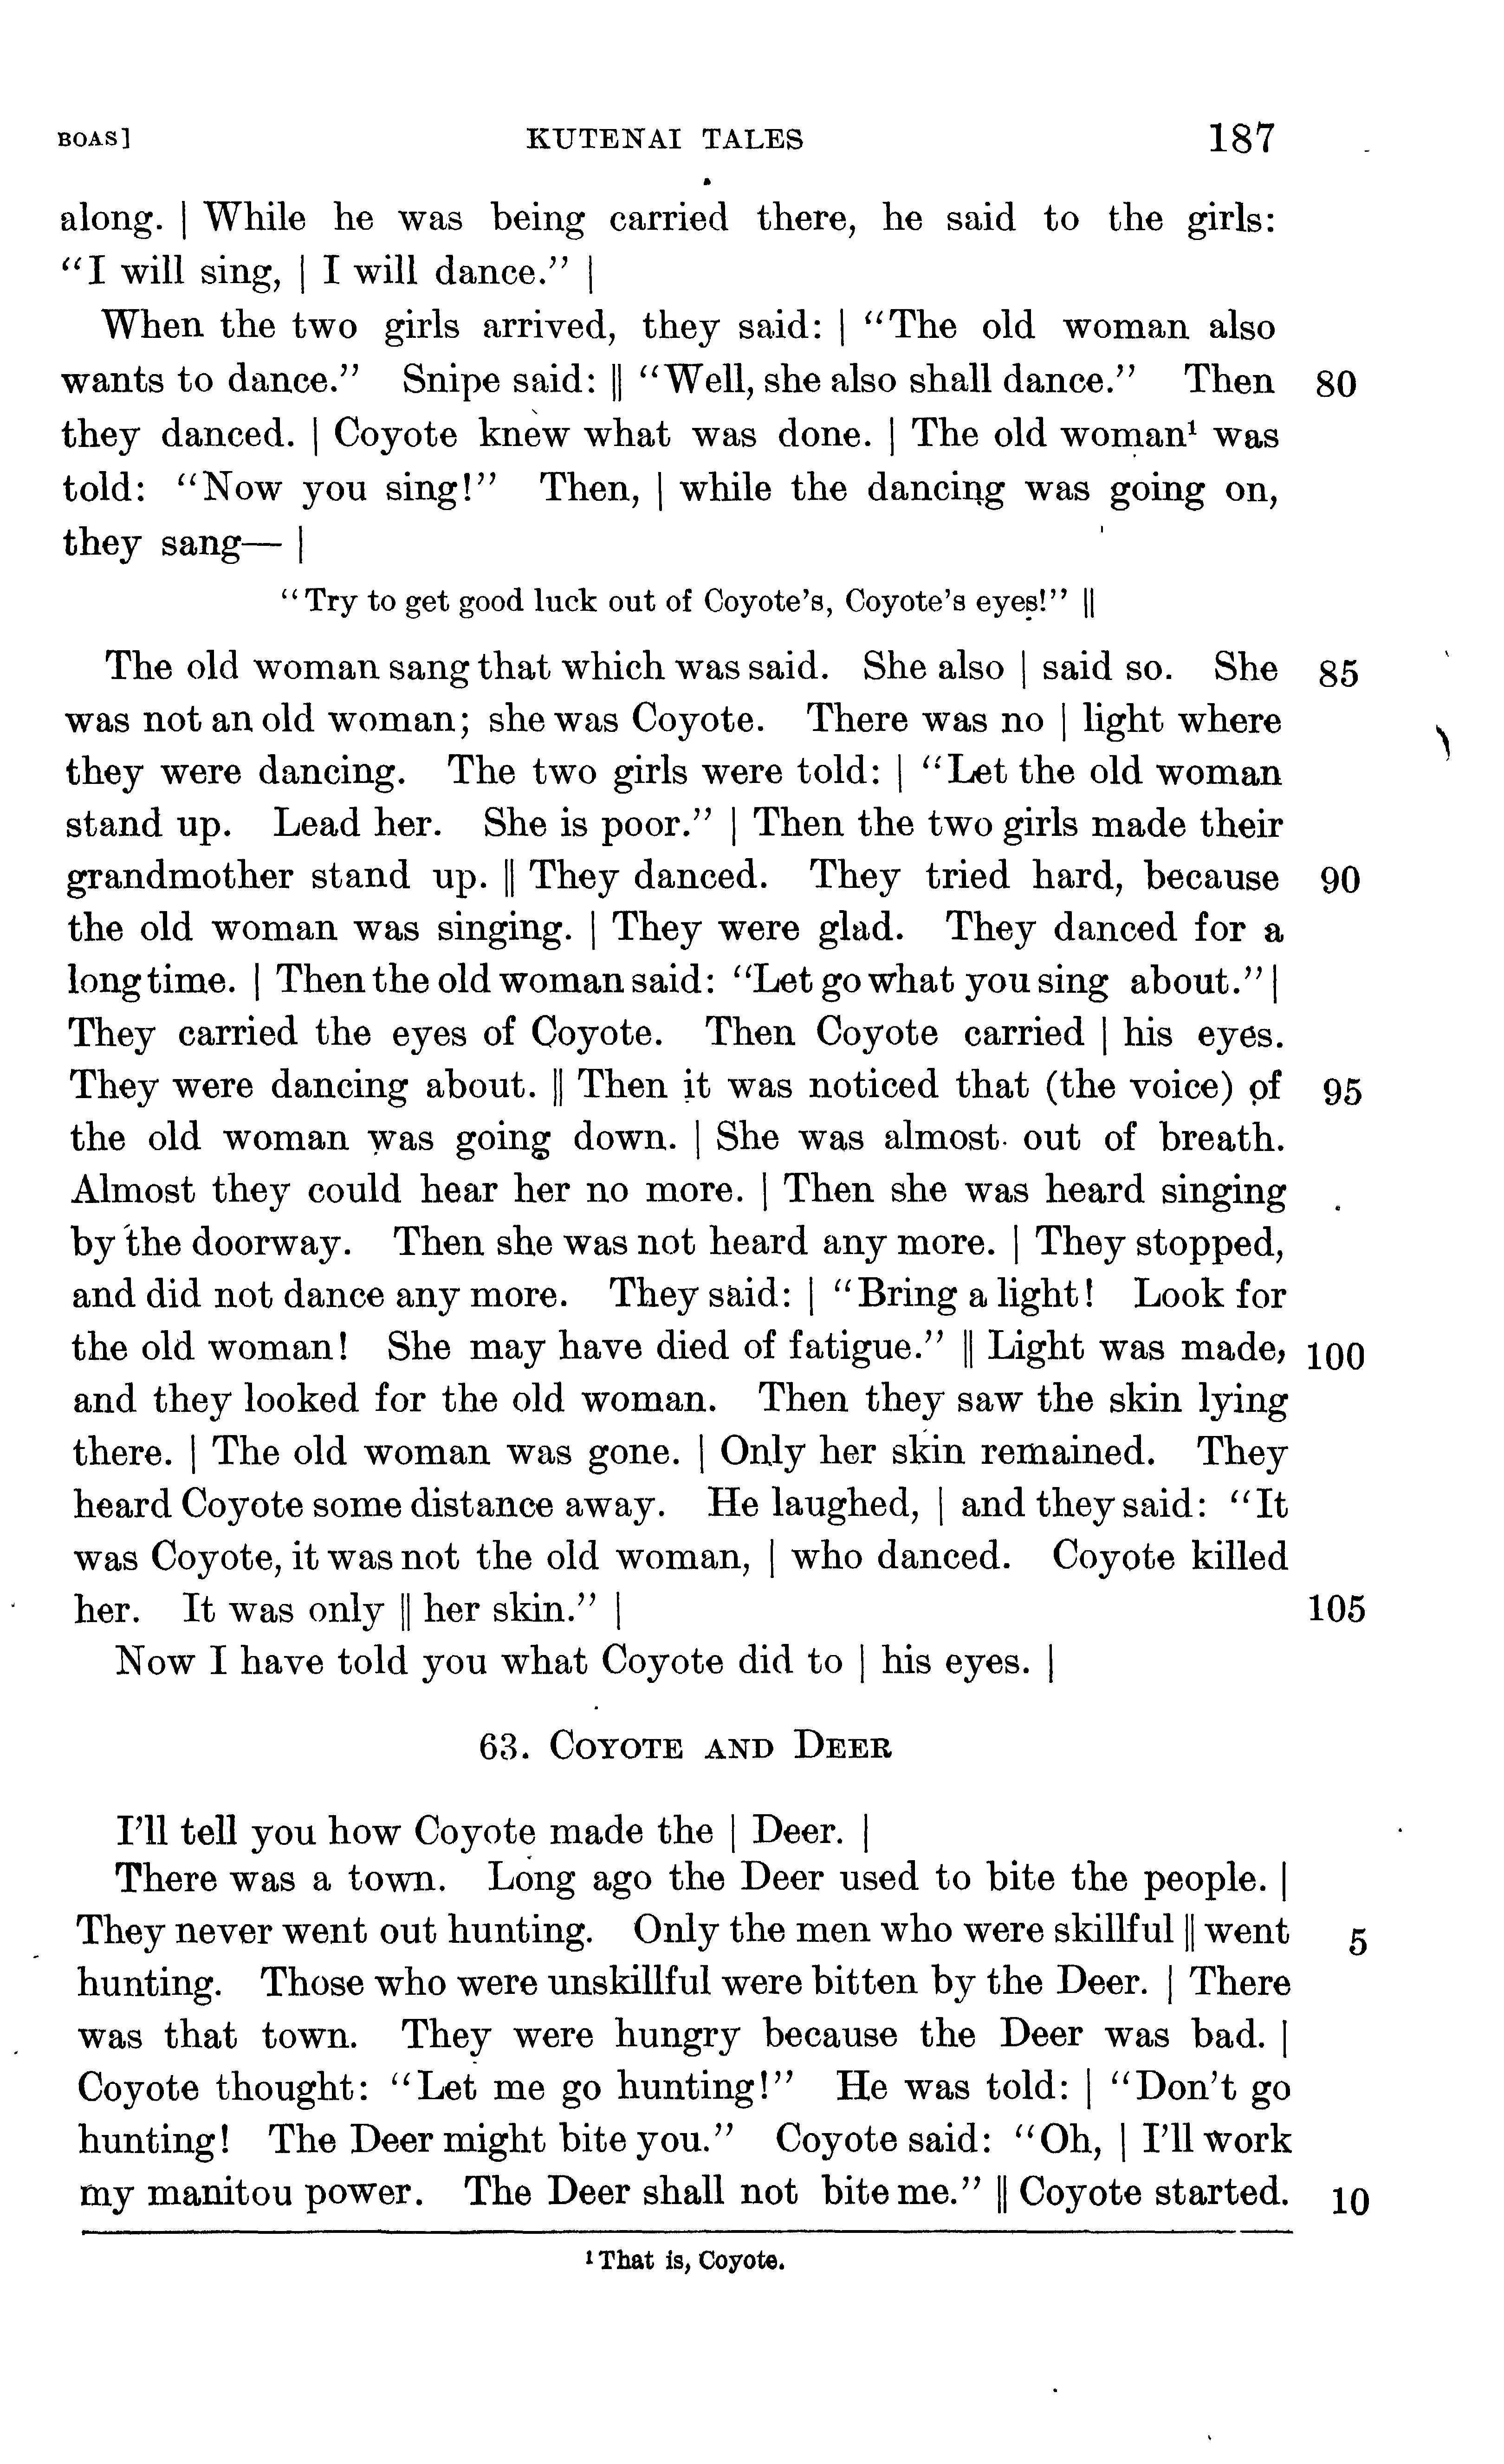 BOAS] KUTENAI TALES 187
along. | While he was being carried there, he said to the girls:
“I will sing, | I will dance.” |
When the two girls arrived, they said: | “The old woman also
wants to dance.” Snipe said: || “Well, she also shall dance.” Then 80
they danced. | Coyote knew what was done. | The old woman¹ was
told: “Now you sing!” Then, | while the dancing was going on,
they sang— |
“Try to get good luck out of Coyote’s, Coyote’s eyes!” ||
The old woman sang that which was said. She also | said so. She 85
was not an old woman; she was Coyote. There was no | light where
they were dancing. The two girls were told: | “Let the old woman
stand up. Lead her. She is poor.” | Then the two girls made their
grandmother stand up. || They danced. They tried hard, because 90
the old woman was singing. | They were glad. They danced for a
long time. | Then the old woman said: “Let go what you sing about.” |
They carried the eyes of Coyote. Then Coyote carried | his eyes.
They were dancing about. || Then it was noticed that (the voice) of 95
the old woman was going down. | She was almost out of breath.
Almost they could hear her no more. | Then she was heard singing
by the doorway. Then she was not heard any more. | They stopped,
and did not dance any more. They said: | “Bring a light! Look for
the old woman! She may have died of fatigue.” || Light was made, 100
and they looked for the old woman. Then they saw the skin lying
there. | The old woman was gone. | Only her skin remained. They
heard Coyote some distance away. He laughed, | and they said: “It
was Coyote, it was not the old woman, | who danced. Coyote killed
her. It was only || her skin.” | 105
Now I have told you what Coyote did to | his eyes. |
63. COYOTE AND DEER
I’ll tell you how Coyote made the | Deer. |
There was a town. Long ago the Deer used to bite the people. |
They never went out hunting. Only the men who were skillful || went 5
hunting. Those who were unskillful were bitten by the Deer. | There
was that town. They were hungry because the Deer was bad. |
Coyote thought: “Let me go hunting!” He was told: | “Don’t go
hunting! The Deer might bite you.” Coyote said: “Oh, | I’ll work
my manitou power. The Deer shall not bite me.” || Coyote started. 10
¹ That is, Coyote.